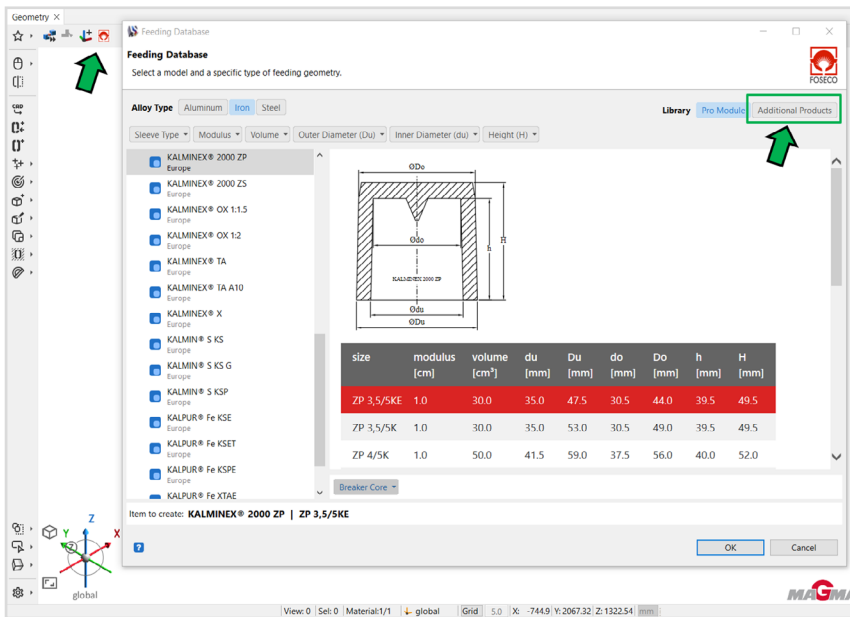 Geometry ×
Feeding Database
Feeding Database
Select a model and a specific type of feeding geometry.
FOSECO
Alloy Type Aluminum Iron Steel
Library Pro Module Additional Products
Sleeve Type Modulus Volume Outer Diameter (Du) Inner Diameter (du) Height (H)
KALMINEX® 2000 ZP
Europe
KALMINEX® 2000 ZS
Europe
KALMINEX® OX 1:1.5
Europe
KALMINEX® OX 1:2
Europe
KALMINEX® TA
Europe
KALMINEX® TA A10
Europe
KALMINEX® X
Europe
KALMIN® S KS
Europe
KALMIN® S KS G
Europe
KALMIN® S KSP
Europe
KALPUR® Fe KSE
Europe
KALPUR® Fe KSET
Europe
KALPUR® Fe KSPE
Europe
KALPUR® Fe XTAE
ØDo
Ødo
h
H
KALMINEX 2000 ZP
Ødu
ØDu
size modulus volume du Du do Do h H
[cm] [cm³] [mm] [mm] [mm] [mm] [mm] [mm]
ZP 3,5/5KE 1.0 30.0 35.0 47.5 30.5 44.0 39.5 49.5
ZP 3,5/5K 1.0 30.0 35.0 53.0 30.5 49.0 39.5 49.5
ZP 4/5K 1.0 50.0 41.5 59.0 37.5 56.0 40.0 52.0
Breaker Core
Item to create: KALMINEX® 2000 ZP | ZP 3,5/5KE
?
OK Cancel
CAD
Z
Y
X
Z
global
MAGMA
View: 0 Sel: 0 Material:1/1 global Grid 5.0 X: -744.9 Y: 2067.32 Z: 1322.54 mm